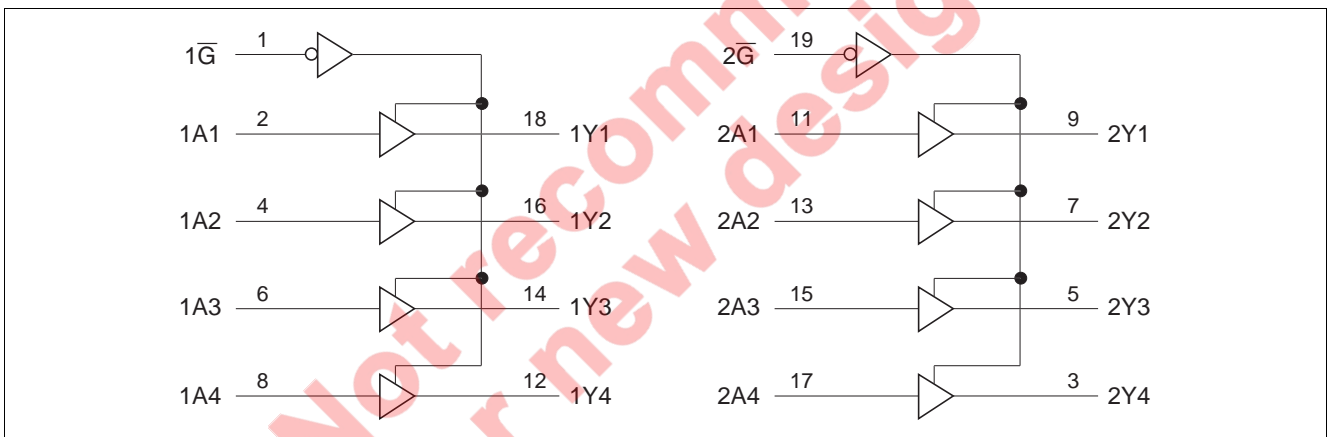 1G̅ 1
1A1 2 18 1Y1
1A2 4 16 1Y2
1A3 6 14 1Y3
1A4 8 12 1Y4
2G̅ 19
2A1 11 9 2Y1
2A2 13 7 2Y2
2A3 15 5 2Y3
2A4 17 3 2Y4
Not recomm
r new desig